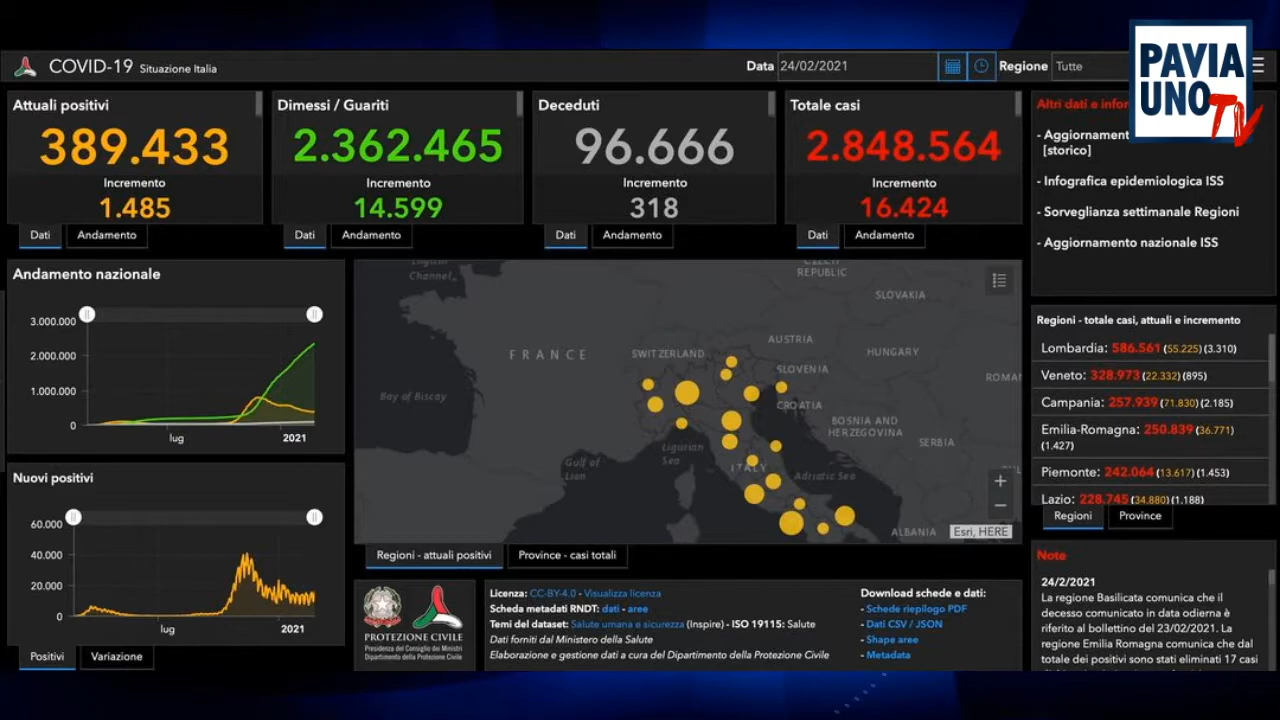 PAVIA
UNO TV
COVID-19 Situazione Italia
Data 24/02/2021
Regione Tutte
Attuali positivi
389.433
Incremento
1.485
Dati Andamento
Dimessi / Guariti
2.362.465
Incremento
14.599
Dati Andamento
Deceduti
96.666
Incremento
318
Dati Andamento
Totale casi
2.848.564
Incremento
16.424
Dati Andamento
Altri dati e
- Aggiornament
[storico]
- Infografica epidemiologica ISS
- Sorveglianza settimanale Regioni
- Aggiornamento nazionale ISS
Andamento nazionale
3.000.000
2.000.000
1.000.000
0
lug 2021
Nuovi positivi
60.000
40.000
20.000
0
lug 2021
Positivi Variazione
English
Channel
CZECH
REPUBLIC
SLOVAKIA
FRANCE
SWITZERLAND
AUSTRIA
HUNGARY
SLOVENIA
ROMAN
Bay of Biscay
CROATIA
BOSNIA AND
HERZEGOVINA
SERBIA
Ligurian
Sea
Gulf of
Lion
ITALY
Adriatic Sea
ALBANIA
+
−
Esri, HERE
Regioni - attuali positivi Province - casi totali
Regioni - totale casi, attuali e incremento
Lombardia: 586.561 (55.225) (3.310)
Veneto: 328.973 (22.332) (895)
Campania: 257.939 (71.830) (2.185)
Emilia-Romagna: 250.839 (36.771)
(1.427)
Piemonte: 242.064 (13.617) (1.453)
Lazio: 228.745 (34.880) (1.188)
Regioni Province
PROTEZIONE CIVILE
Presidenza del Consiglio dei Ministri
Dipartimento della Protezione Civile
Licenza: CC-BY-4.0 - Visualizza licenza
Scheda metadati RNDT: dati - aree
Temi del dataset: Salute umana e sicurezza (Inspire) - ISO 19115: Salute
Dati forniti dal Ministero della Salute
Elaborazione e gestione dati a cura del Dipartimento della Protezione Civile
Download schede e dati:
- Schede riepilogo PDF
- Dati CSV / JSON
- Shape aree
- Metadata
Note
24/2/2021
La regione Basilicata comunica che il
decesso comunicato in data odierna è
riferito al bollettino del 23/02/2021. La
regione Emilia Romagna comunica che dal
totale dei positivi sono stati eliminati 17 casi